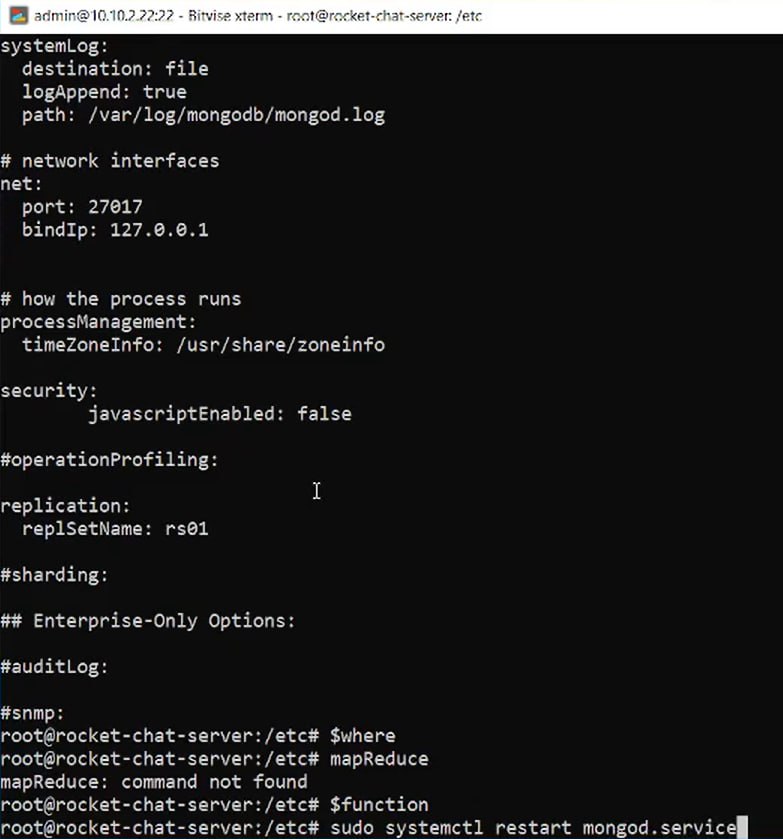 admin@10.10.2.22:22 - Bitvise xterm - root@rocket-chat-server: /etc
systemLog:
  destination: file
  logAppend: true
  path: /var/log/mongodb/mongod.log

# network interfaces
net:
  port: 27017
  bindIp: 127.0.0.1


# how the process runs
processManagement:
  timeZoneInfo: /usr/share/zoneinfo

security:
        javascriptEnabled: false

#operationProfiling:

replication:
  replSetName: rs01

#sharding:

## Enterprise-Only Options:

#auditLog:

#snmp:
root@rocket-chat-server:/etc# $where
root@rocket-chat-server:/etc# mapReduce
mapReduce: command not found
root@rocket-chat-server:/etc# $function
root@rocket-chat-server:/etc# sudo systemctl restart mongod.service